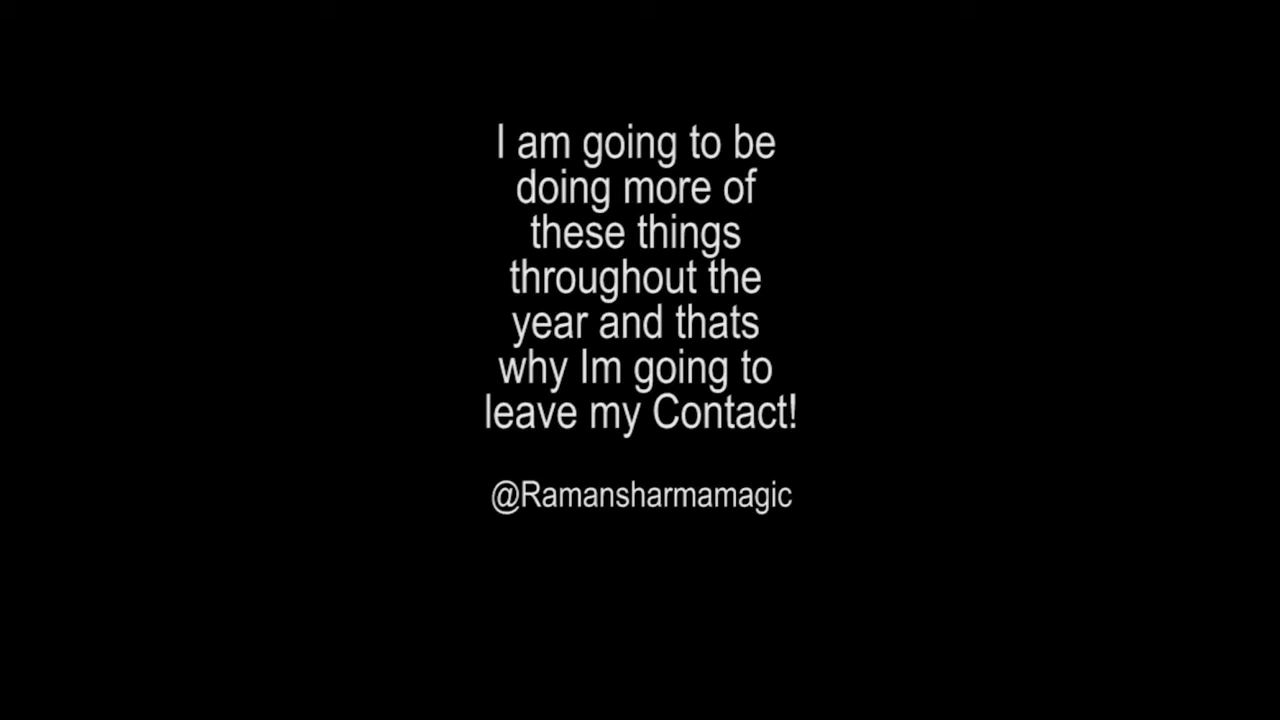 I am going to be
doing more of
these things
throughout the
year and thats
why Im going to
leave my Contact!
@Ramansharmamagic